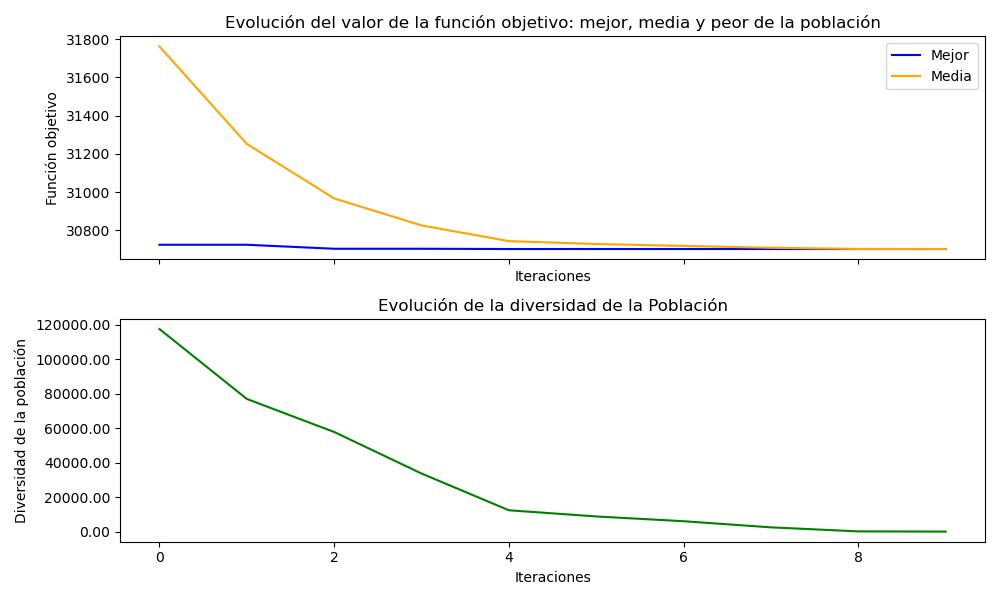 Evolución del valor de la función objetivo: mejor, media y peor de la población
31800
31600
31400
31200
31000
30800
Función objetivo
Mejor
Media
Iteraciones
Evolución de la diversidad de la Población
120000.00
100000.00
80000.00
60000.00
40000.00
20000.00
0.00
Diversidad de la población
0 2 4 6 8
Iteraciones